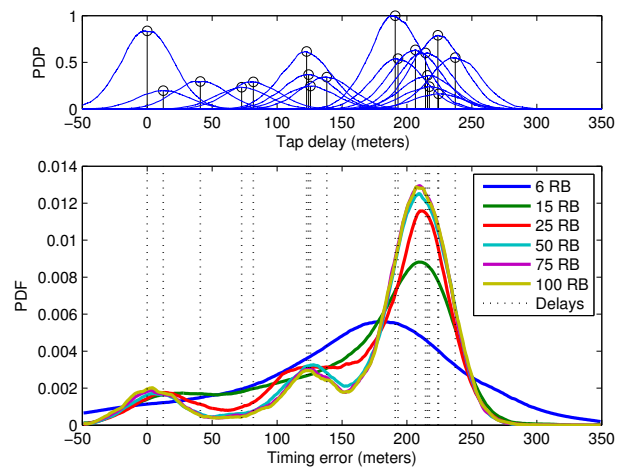 PDP
1
0.5
0
−50 0 50 100 150 200 250 300 350
Tap delay (meters)
PDF
0.014
0.012
0.01
0.008
0.006
0.004
0.002
0
6 RB
15 RB
25 RB
50 RB
75 RB
100 RB
Delays
−50 0 50 100 150 200 250 300 350
Timing error (meters)